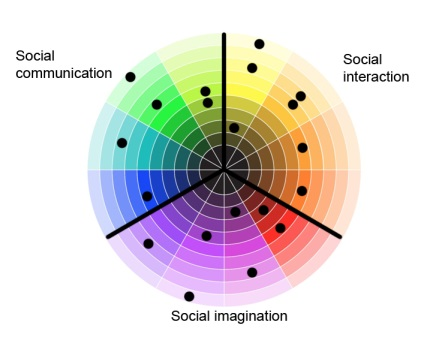 Social
communication
Social
interaction
Social imagination